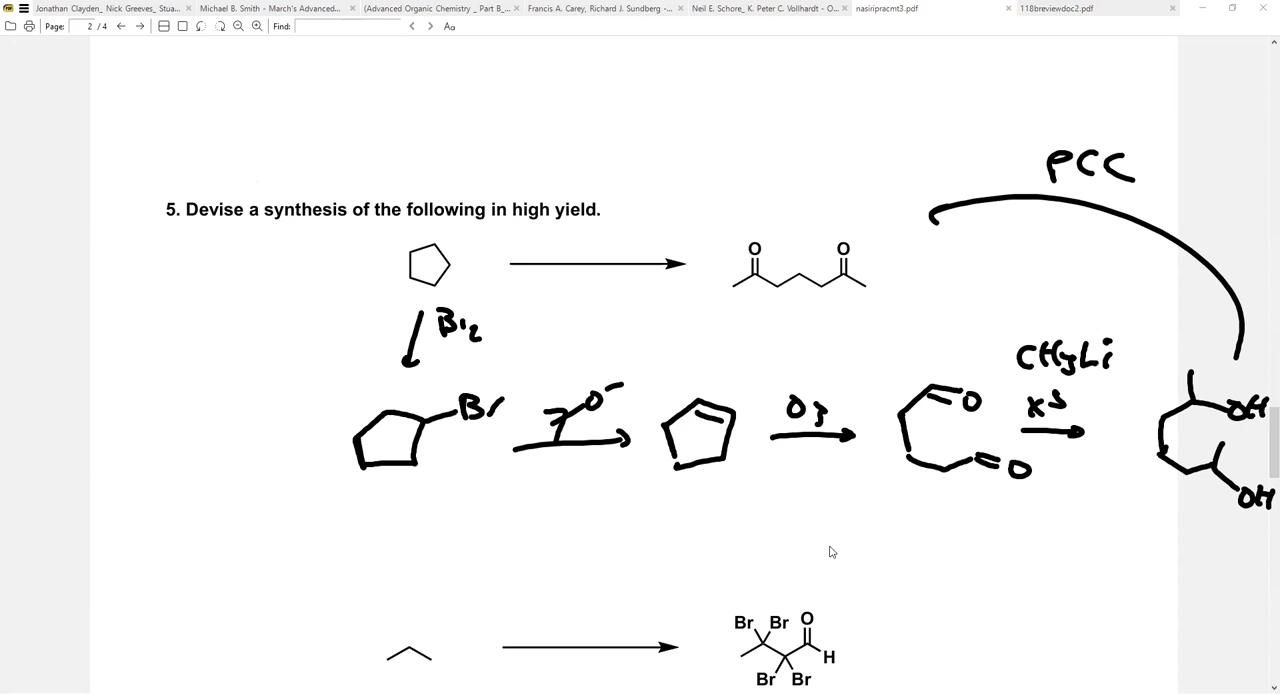 Jonathan Clayden_ Nick Greeves_ Stua...
Michael B. Smith - March's Advanced...
(Advanced Organic Chemistry _ Part B_...
Francis A. Carey, Richard J. Sundberg -...
Neil E. Schore_ K. Peter C. Vollhardt - O...
nasiripracmt3.pdf
118breviewdoc2.pdf
Page: 2 / 4 Find: Aa
PCC
5. Devise a synthesis of the following in high yield.
O O
Br2
CH3Li
Br O- O3 O xs OH
O
OH
Br Br O
H
Br Br